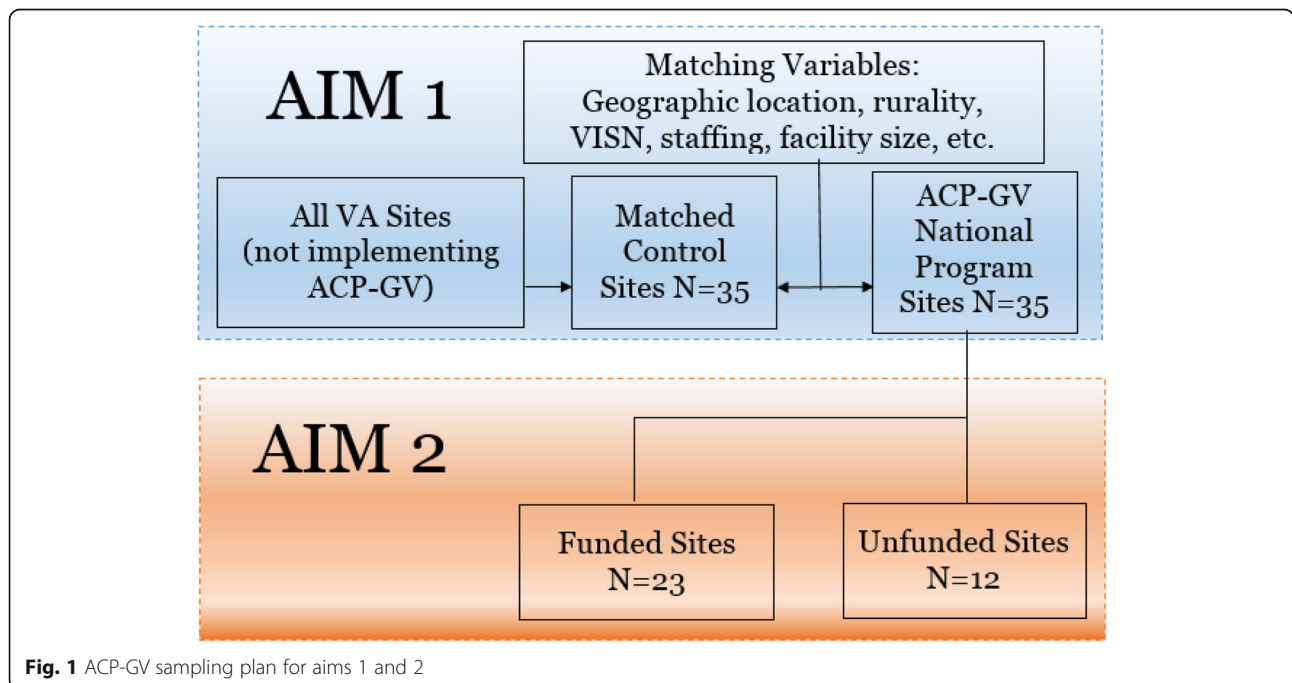 AIM 1
Matching Variables:
Geographic location, rurality,
VISN, staffing, facility size, etc.
All VA Sites
(not implementing
ACP-GV)
Matched
Control
Sites N=35
ACP-GV
National
Program
Sites N=35
AIM 2
Funded Sites
N=23
Unfunded Sites
N=12
Fig. 1 ACP-GV sampling plan for aims 1 and 2